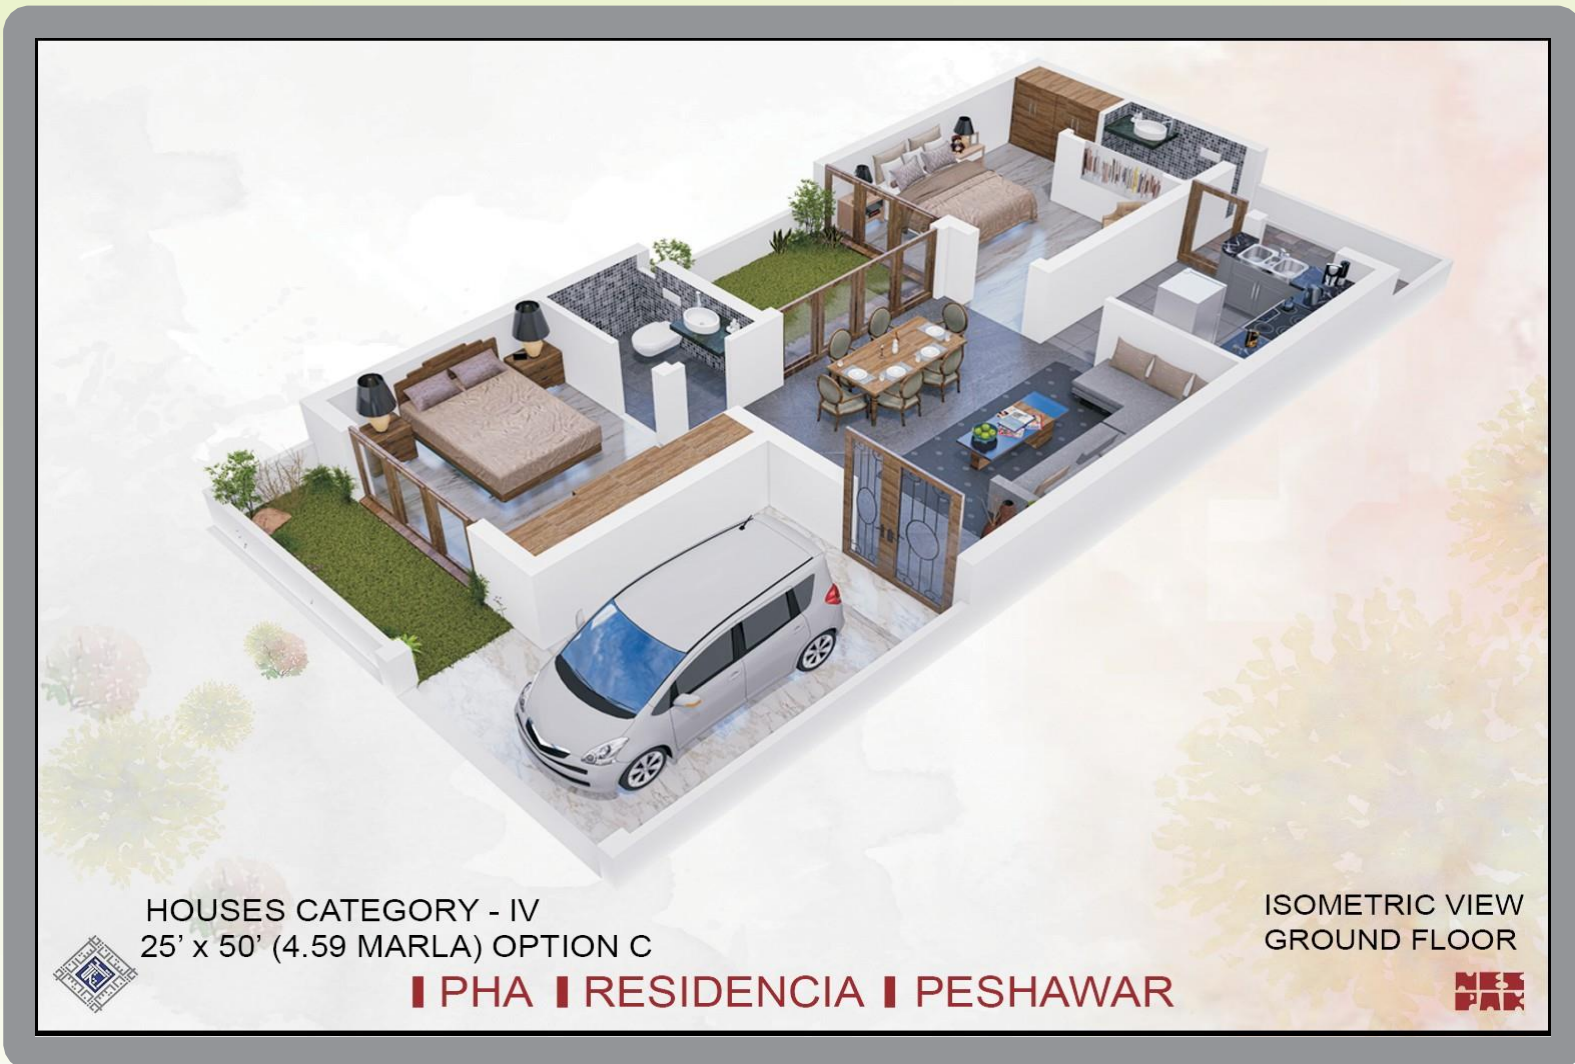 HOUSES CATEGORY - IV
25’ x 50’ (4.59 MARLA) OPTION C
ISOMETRIC VIEW
GROUND FLOOR
PHA RESIDENCIA PESHAWAR
NES
PAK